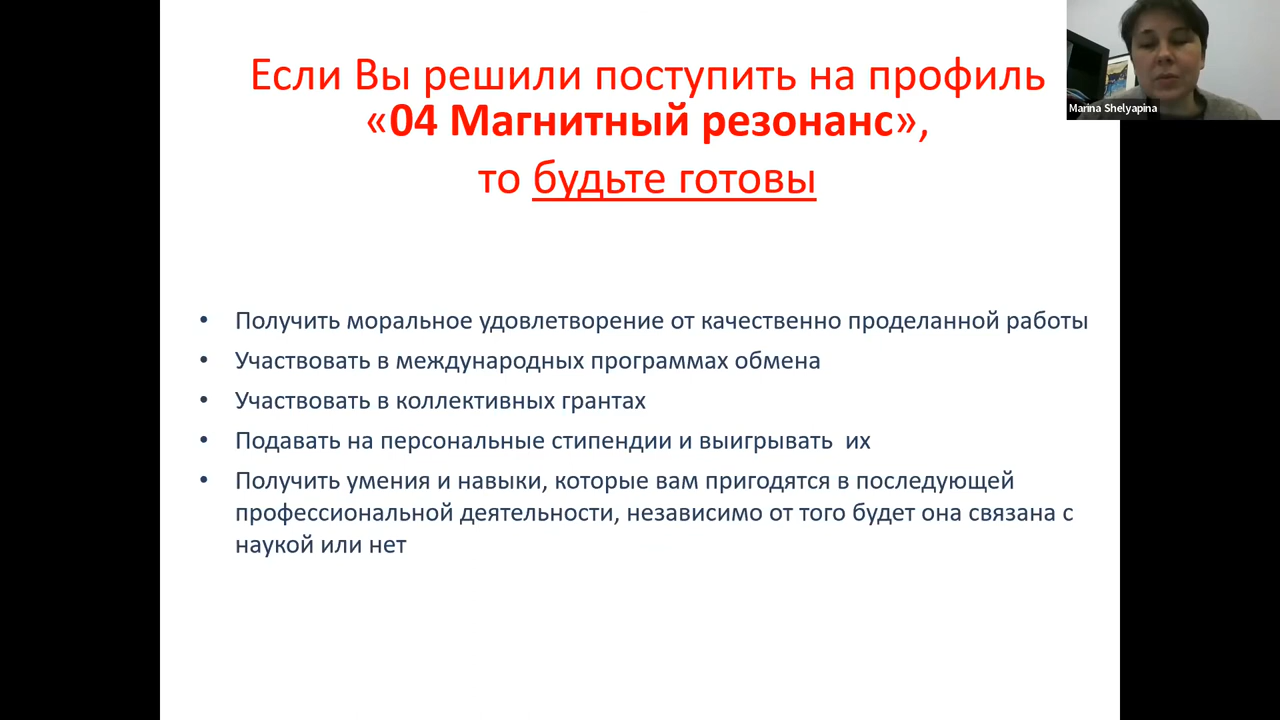 Если Вы решили поступить на профиль
«04 Магнитный резонанс»,
то будьте готовы
Marina Shelyapina
• Получить моральное удовлетворение от качественно проделанной работы
• Участвовать в международных программах обмена
• Участвовать в коллективных грантах
• Подавать на персональные стипендии и выигрывать  их
• Получить умения и навыки, которые вам пригодятся в последующей
профессиональной деятельности, независимо от того будет она связана с
наукой или нет